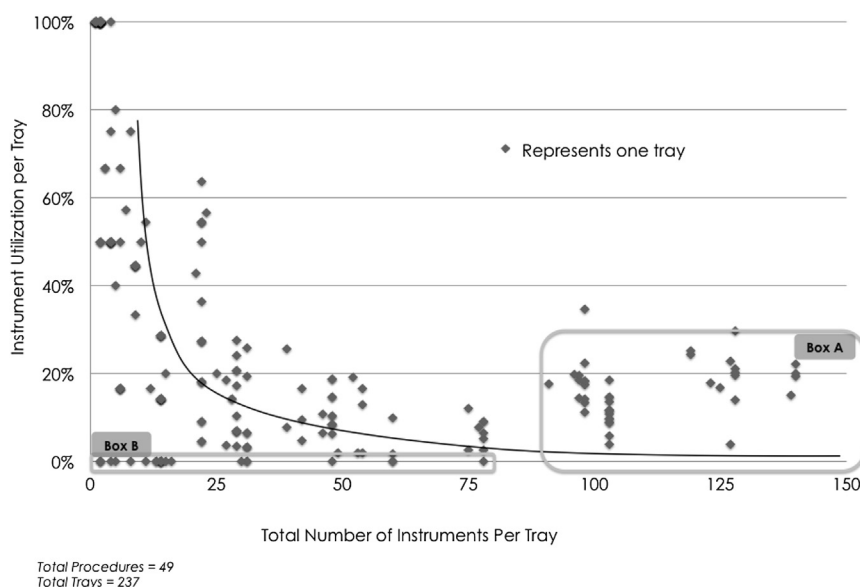 100%
80%
60%
40%
20%
0%
Instrument Utilization per Tray
Represents one tray
Box A
Box B
0
25
50
75
100
125
150
Total Number of Instruments Per Tray
Total Procedures = 49
Total Trays = 237